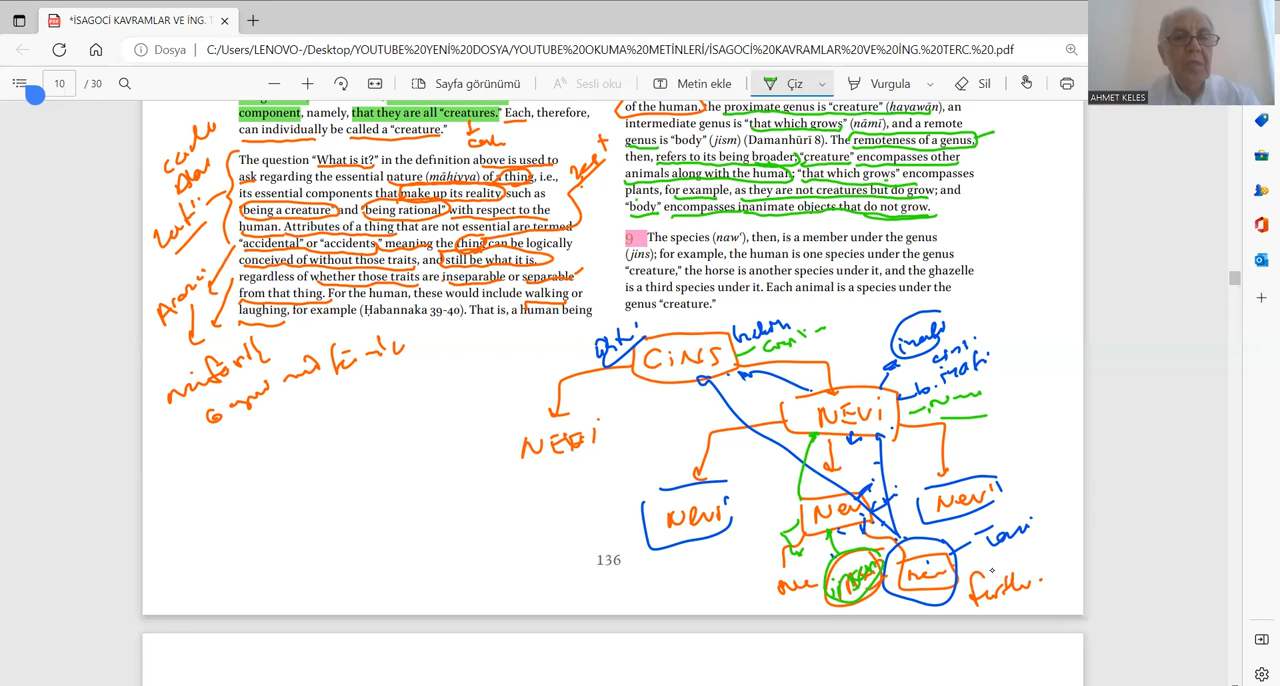 *İSAGOCİ KAVRAMLAR VE İNG. T
Dosya
C:/Users/LENOVO-/Desktop/YOUTUBE%20YENİ%20DOSYA/YOUTUBE%20OKUMA%20METİNLERİ/İSAGOCİ%20KAVRAMLAR%20VE%20İNG.%20TERC.%20.pdf
10 / 30
Sayfa görünümü
Sesli oku
Metin ekle
Çiz
Vurgula
Sil
AHMET KELES
component, namely, that they are all “creatures.” Each, therefore,
can individually be called a “creature.”
The question “What is it?” in the definition above is used to
ask regarding the essential nature (māhiyya) of a thing, i.e.,
its essential components that make up its reality, such as
“being a creature” and “being rational” with respect to the
human. Attributes of a thing that are not essential are termed
“accidental” or “accidents,” meaning the thing can be logically
conceived of without those traits, and still be what it is.
regardless of whether those traits are inseparable or separable
from that thing. For the human, these would include walking or
laughing, for example (Ḥabannaka 39-40). That is, a human being
of the human, the proximate genus is “creature” (ḥayawān), an
intermediate genus is “that which grows” (nāmī), and a remote
genus is “body” (jism) (Damanhūrī 8). The remoteness of a genus,
then, refers to its being broader; “creature” encompasses other
animals along with the human; “that which grows” encompasses
plants, for example, as they are not creatures but do grow; and
“body” encompasses inanimate objects that do not grow.
9 The species (naw‘), then, is a member under the genus
(jins); for example, the human is one species under the genus
“creature,” the horse is another species under it, and the ghazelle
is a third species under it. Each animal is a species under the
genus “creature.”
CiNS
NEVi
NEVi
Nevi
Nev
Nevi
136